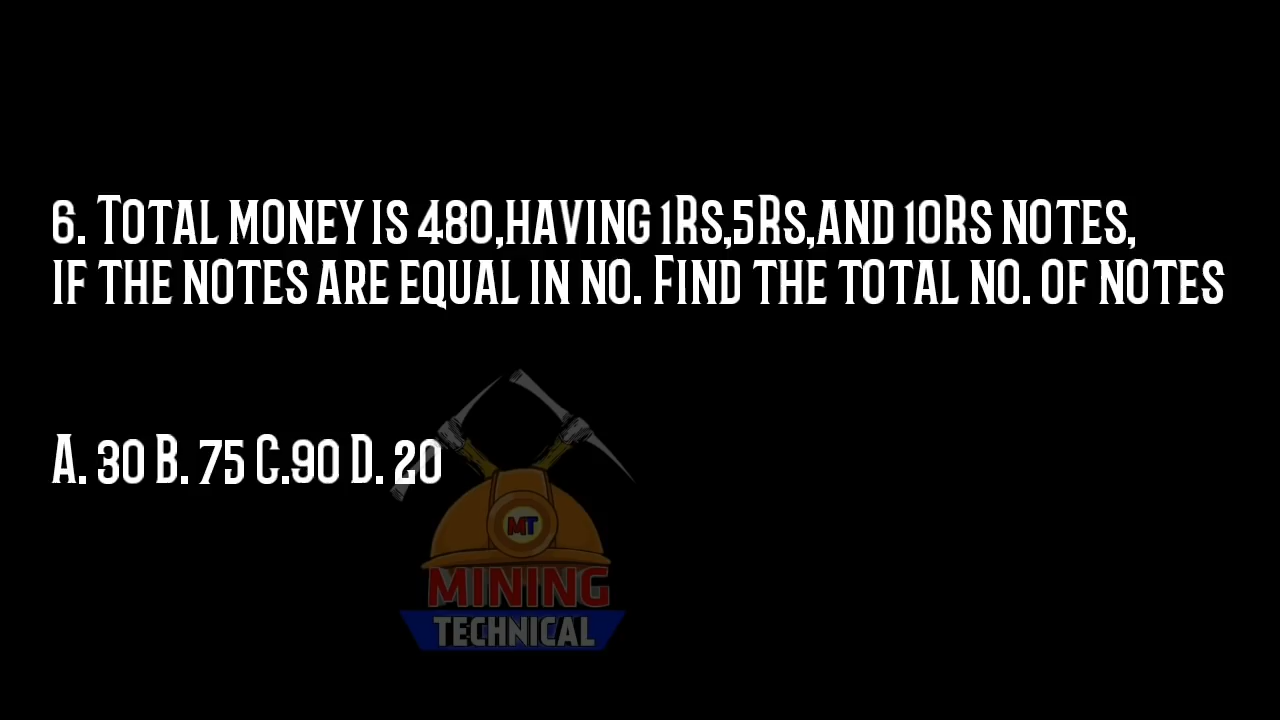 6. TOTAL MONEY IS 480,HAVING 1RS,5RS,AND 10RS NOTES,
IF THE NOTES ARE EQUAL IN NO. FIND THE TOTAL NO. OF NOTES
A. 30 B. 75 C.90 D. 20
MT
MINING
TECHNICAL